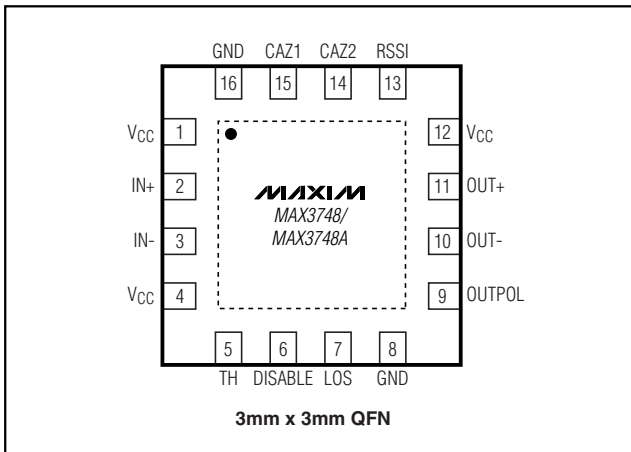 GND CAZ1 CAZ2 RSSI
16 15 14 13
VCC 1 12 VCC
IN+ 2 11 OUT+
MAXIM
MAX3748/
MAX3748A
IN- 3 10 OUT-
VCC 4 9 OUTPOL
5 6 7 8
TH DISABLE LOS GND
3mm x 3mm QFN